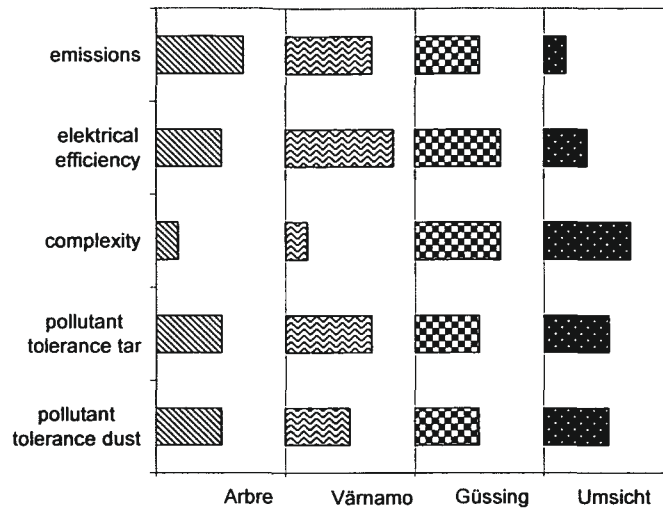 emissions
elektrical
efficiency
complexity
pollutant
tolerance tar
pollutant
tolerance dust
Arbre Värnamo Güssing Umsicht